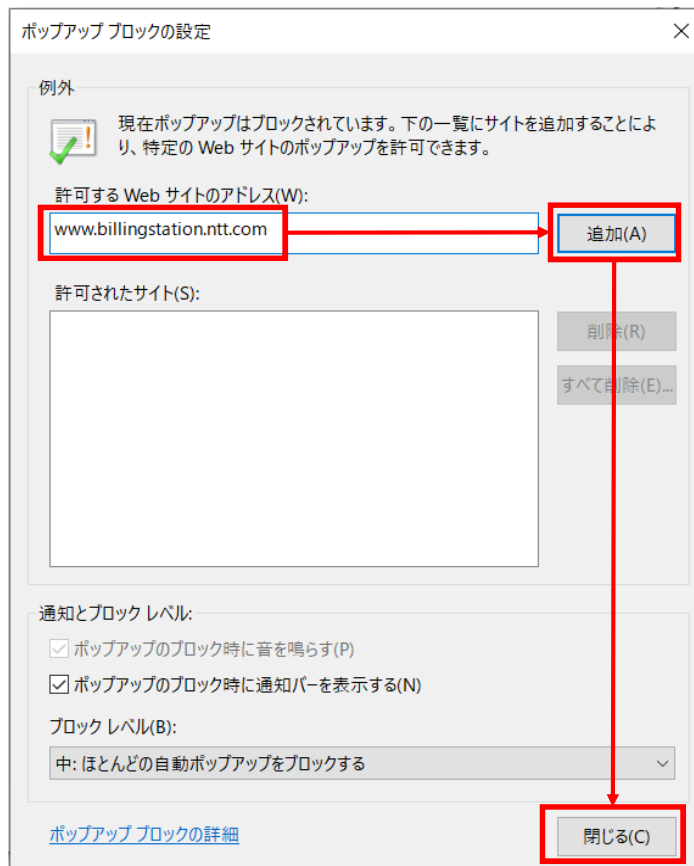 ポップアップ ブロックの設定
例外
現在ポップアップはブロックされています。下の一覧にサイトを追加することによ
り、特定の Web サイトのポップアップを許可できます。
許可する Web サイトのアドレス(W):
www.billingstation.ntt.com
追加(A)
許可されたサイト(S):
削除(R)
すべて削除(E)...
通知とブロック レベル:
ポップアップのブロック時に音を鳴らす(P)
ポップアップのブロック時に通知バーを表示する(N)
ブロック レベル(B):
中: ほとんどの自動ポップアップをブロックする
ポップアップ ブロックの詳細
閉じる(C)